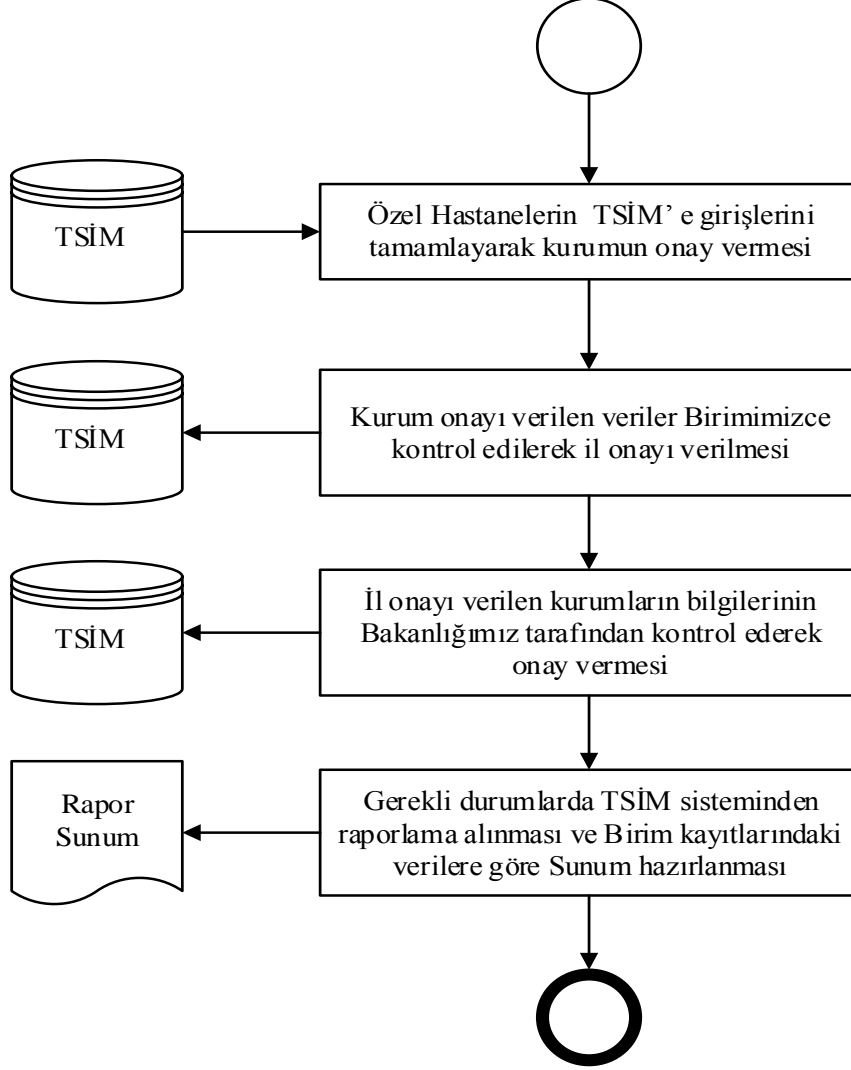 TSİM
Özel Hastanelerin TSİM' e girişlerini
tamamlayarak kurumun onay vermesi
TSİM
Kurum onayı verilen veriler Birimimizce
kontrol edilerek il onayı verilmesi
TSİM
İl onayı verilen kurumların bilgilerinin
Bakanlığımız tarafından kontrol ederek
onay vermesi
Rapor
Sunum
Gerekli durumlarda TSİM sisteminden
raporlama alınması ve Birim kayıtlarındaki
verilere göre Sunum hazırlanması